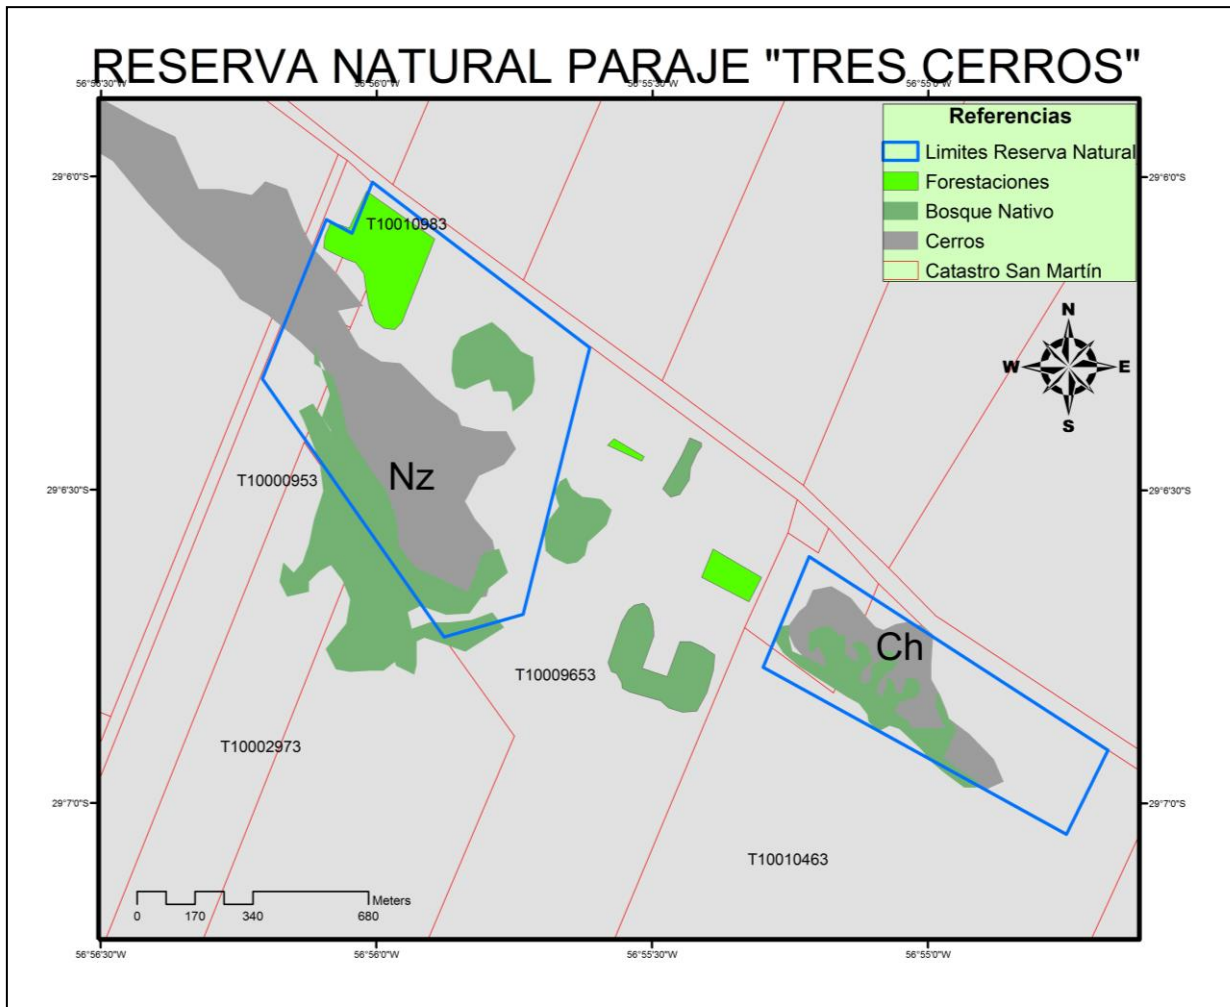 RESERVA NATURAL PARAJE "TRES CERROS"
56°56'30"W
56°56'0"W
56°55'30"W
56°55'0"W
Referencias
Limites Reserva Natural
Forestaciones
Bosque Nativo
Cerros
Catastro San Martín
29°6'0"S
29°6'0"S
T10010983
N
W
E
S
Nz
T10000953
29°6'30"S
29°6'30"S
Ch
T10009653
T10002973
29°7'0"S
29°7'0"S
T10010463
Meters
0 170 340 680
56°56'30"W
56°56'0"W
56°55'30"W
56°55'0"W